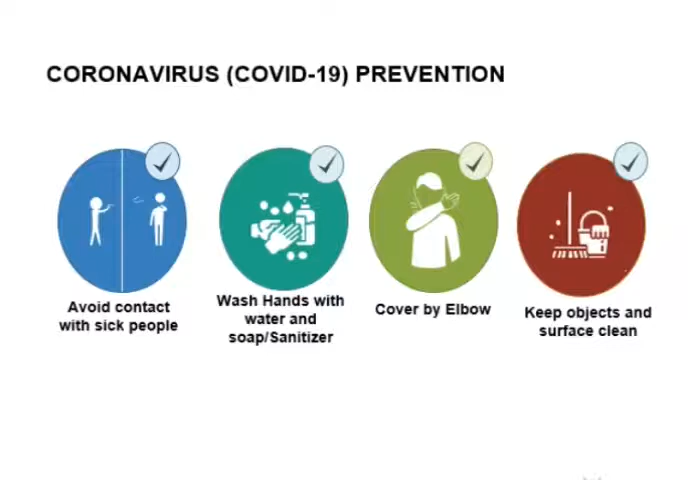 CORONAVIRUS (COVID-19) PREVENTION
Avoid contact
with sick people
Wash Hands with
water and
soap/Sanitizer
Cover by Elbow
Keep objects and
surface clean